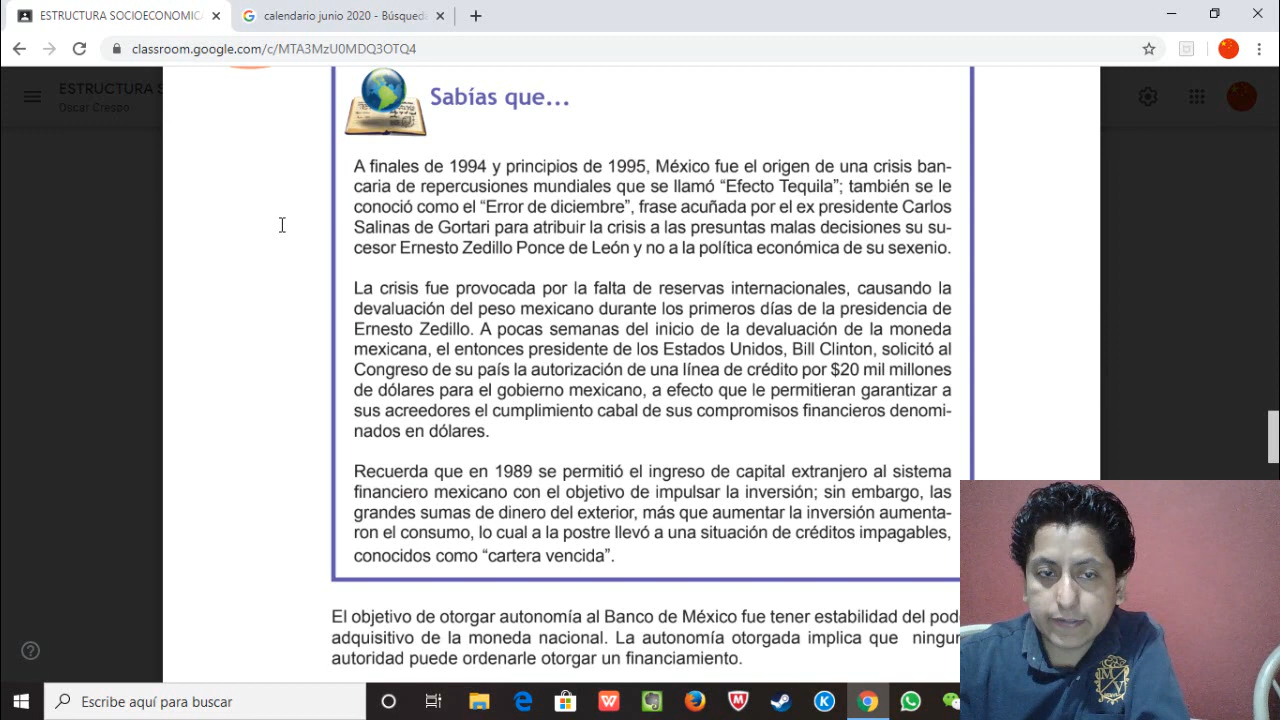 ESTRUCTURA SOCIOECONOMIC
calendario junio 2020 - Búsqued
classroom.google.com/c/MTA3MzU0MDQ3OTQ4
ESTRUCTURA S
Oscar Crespo
Sabías que...
A finales de 1994 y principios de 1995, México fue el origen de una crisis ban-
caria de repercusiones mundiales que se llamó “Efecto Tequila”; también se le
conoció como el “Error de diciembre”, frase acuñada por el ex presidente Carlos
Salinas de Gortari para atribuir la crisis a las presuntas malas decisiones su su-
cesor Ernesto Zedillo Ponce de León y no a la política económica de su sexenio.
La crisis fue provocada por la falta de reservas internacionales, causando la
devaluación del peso mexicano durante los primeros días de la presidencia de
Ernesto Zedillo. A pocas semanas del inicio de la devaluación de la moneda
mexicana, el entonces presidente de los Estados Unidos, Bill Clinton, solicitó al
Congreso de su país la autorización de una línea de crédito por $20 mil millones
de dólares para el gobierno mexicano, a efecto que le permitieran garantizar a
sus acreedores el cumplimiento cabal de sus compromisos financieros denomi-
nados en dólares.
Recuerda que en 1989 se permitió el ingreso de capital extranjero al sistema
financiero mexicano con el objetivo de impulsar la inversión; sin embargo, las
grandes sumas de dinero del exterior, más que aumentar la inversión aumenta-
ron el consumo, lo cual a la postre llevó a una situación de créditos impagables,
conocidos como “cartera vencida”.
El objetivo de otorgar autonomía al Banco de México fue tener estabilidad del pod
adquisitivo de la moneda nacional. La autonomía otorgada implica que ningur
autoridad puede ordenarle otorgar un financiamiento.
Escribe aquí para buscar